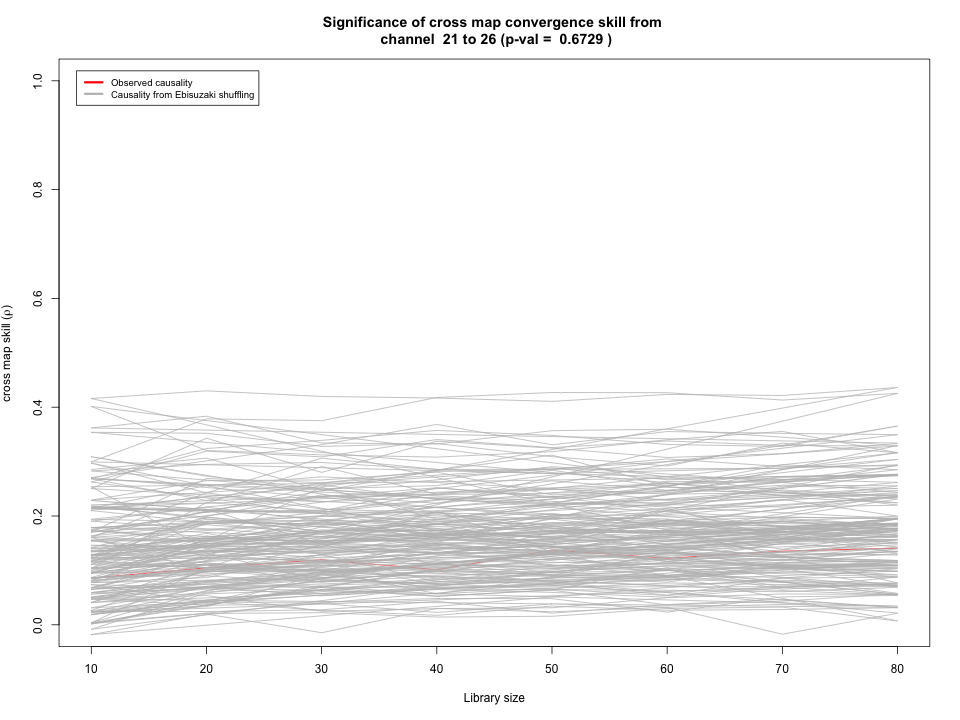 Significance of cross map convergence skill from
channel  21 to 26 (p-val =  0.6729 )
Observed causality
Causality from Ebisuzaki shuffling
cross map skill (ρ)
1.0
0.8
0.6
0.4
0.2
0.0
10 20 30 40 50 60 70 80
Library size